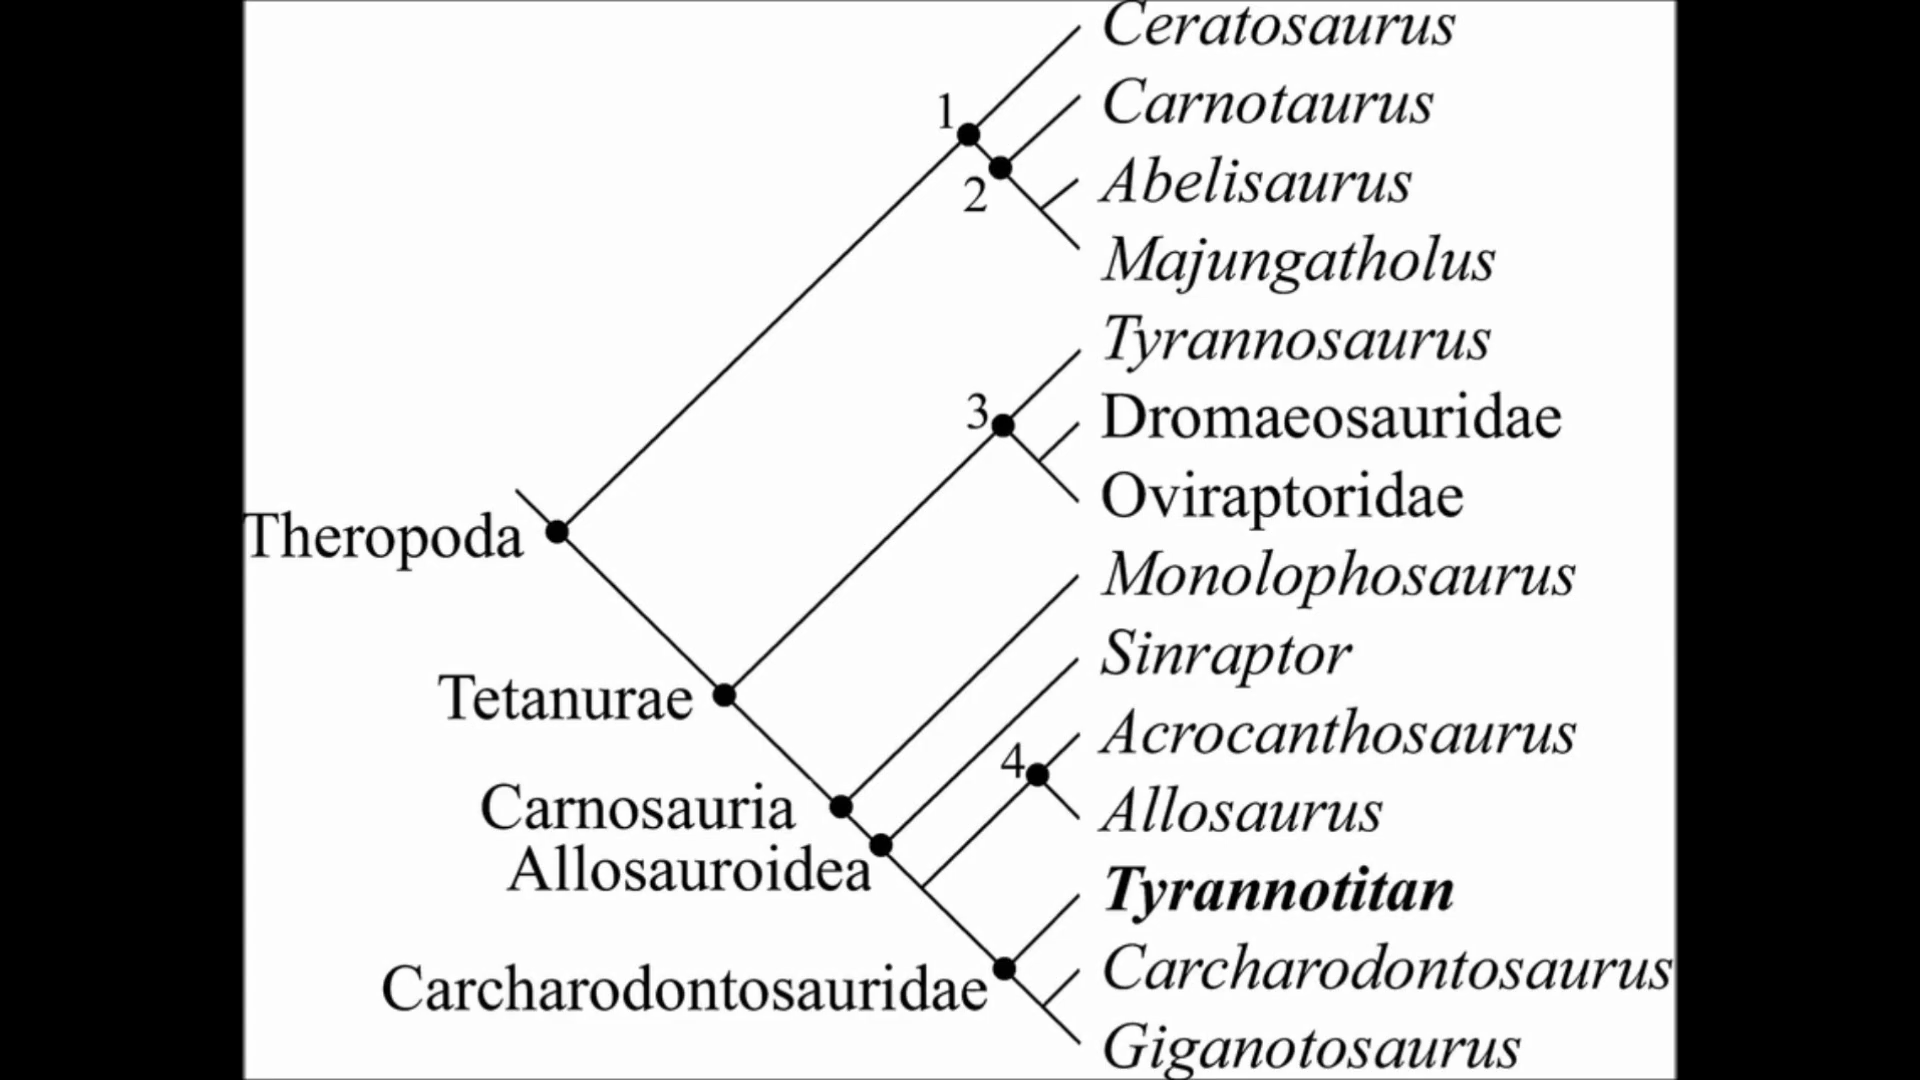 Ceratosaurus
1
Carnotaurus
2
Abelisaurus
Majungatholus
Tyrannosaurus
3
Dromaeosauridae
Oviraptoridae
Theropoda
Monolophosaurus
Sinraptor
Tetanurae
Acrocanthosaurus
4
Carnosauria
Allosaurus
Allosauroidea
Tyrannotitan
Carcharodontosaurus
Carcharodontosauridae
Giganotosaurus